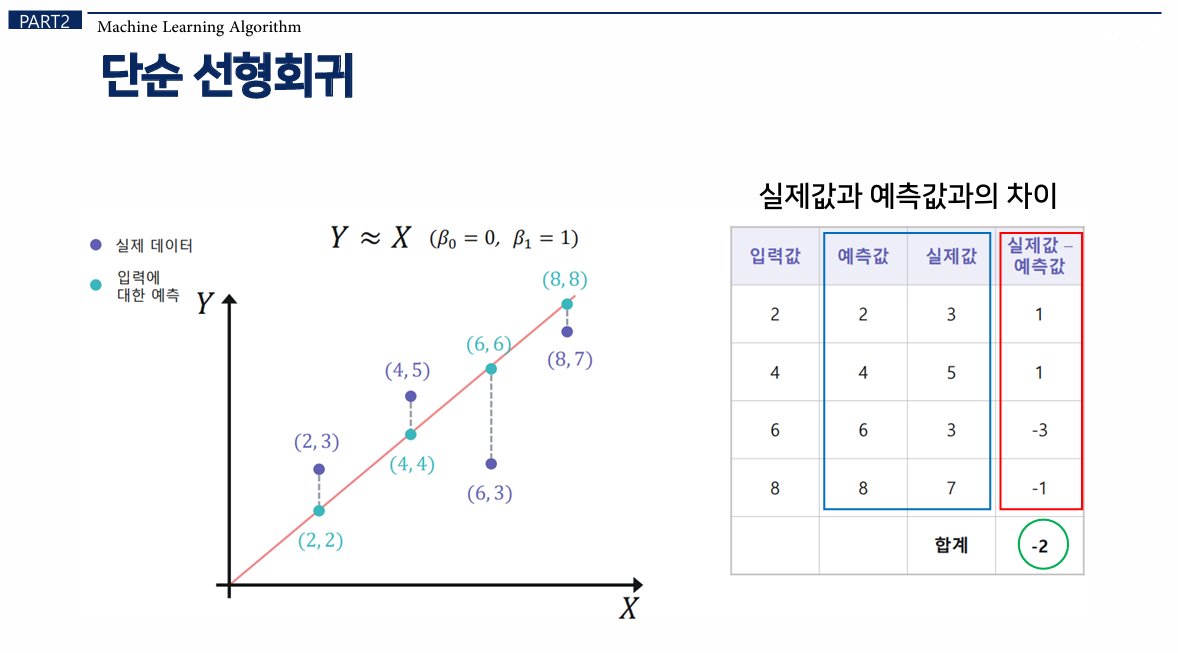 PART2
Machine Learning Algorithm
단순 선형회귀
실제 데이터
입력에
대한 예측
Y ≈ X (β₀ = 0, β₁ = 1)
Y
(8, 8)
(6, 6)
(8, 7)
(4, 5)
(2, 3)
(4, 4)
(6, 3)
(2, 2)
X
실제값과 예측값과의 차이
입력값 예측값 실제값 실제값 –
예측값
2 2 3 1
4 4 5 1
6 6 3 -3
8 8 7 -1
합계 -2